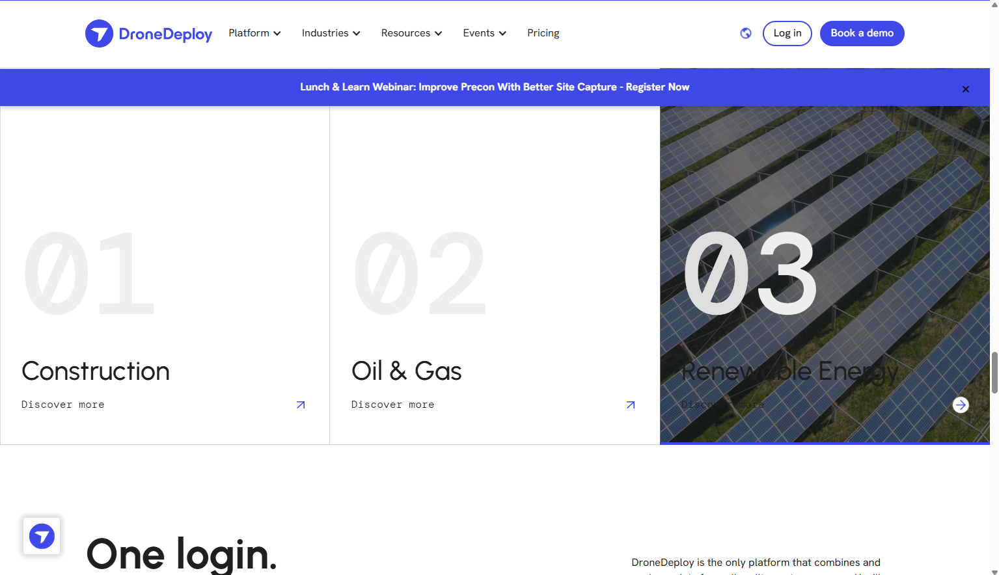 DroneDeploy Platform Industries Resources Events Pricing Log in Book a demo
Lunch & Learn Webinar: Improve Precon With Better Site Capture - Register Now
01 02 03
Construction Oil & Gas Renewable Energy
Discover more Discover more Discover more
One login.
DroneDeploy is the only platform that combines and